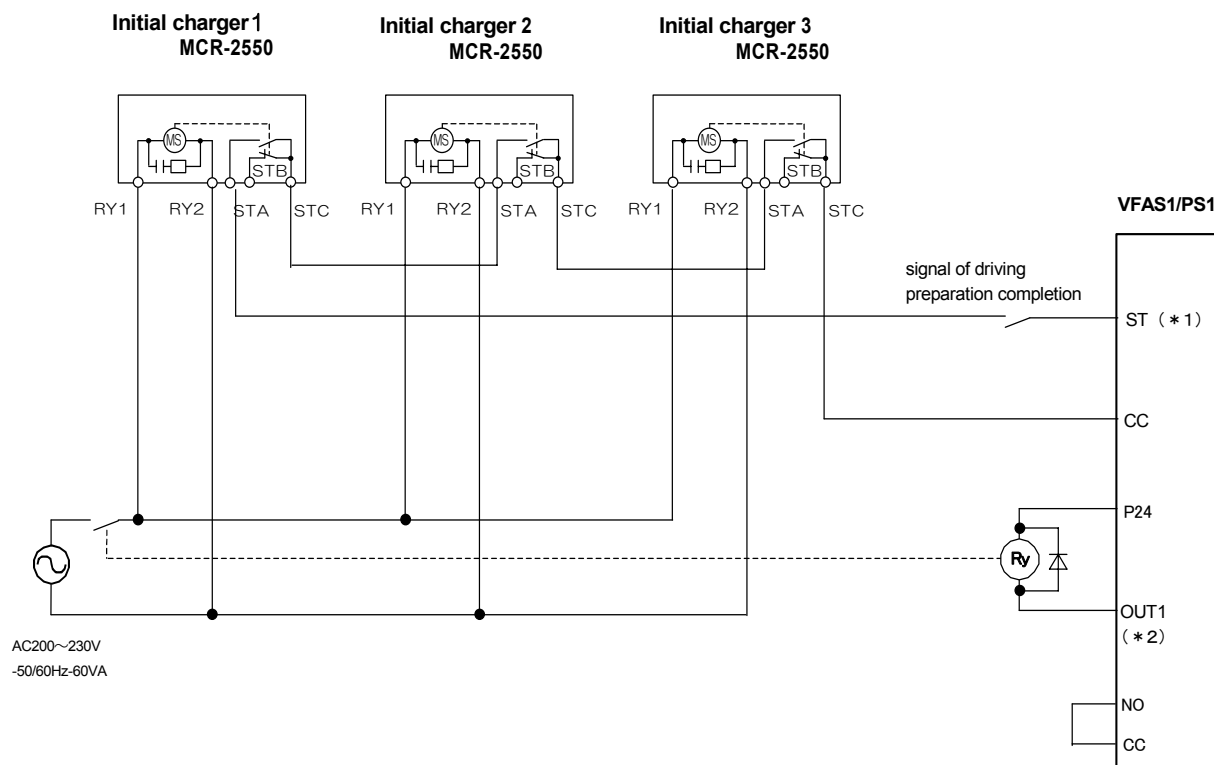 Initial charger 1
MCR-2550
Initial charger 2
MCR-2550
Initial charger 3
MCR-2550
MS
STB
MS
STB
MS
STB
RY1 RY2 STA STC
RY1 RY2 STA STC
RY1 RY2 STA STC
VFAS1/PS1
signal of driving
preparation completion
ST (*1)
CC
P24
Ry
OUT1
(*2)
AC200~230V
-50/60Hz-60VA
NO
CC